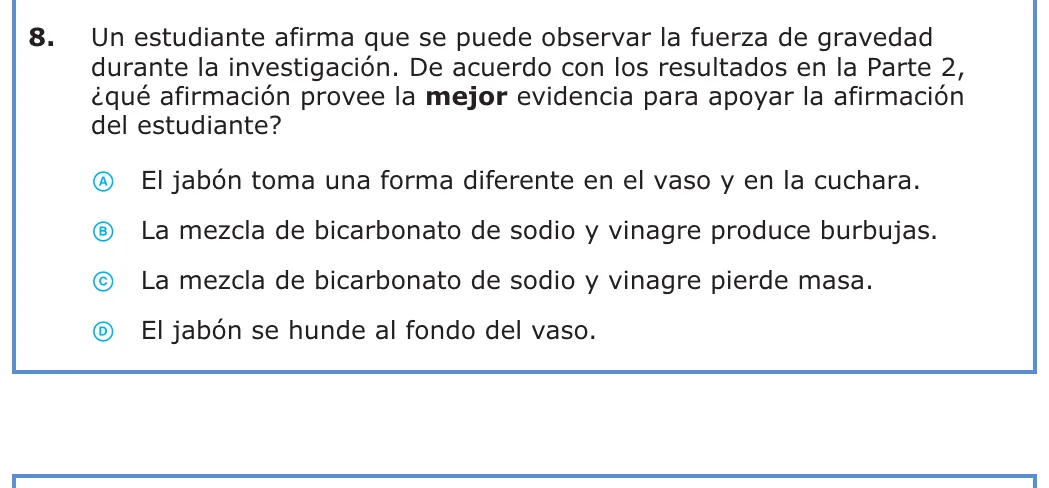 8. Un estudiante afirma que se puede observar la fuerza de gravedad
durante la investigación. De acuerdo con los resultados en la Parte 2,
¿qué afirmación provee la mejor evidencia para apoyar la afirmación
del estudiante?
A El jabón toma una forma diferente en el vaso y en la cuchara.
B La mezcla de bicarbonato de sodio y vinagre produce burbujas.
C La mezcla de bicarbonato de sodio y vinagre pierde masa.
D El jabón se hunde al fondo del vaso.